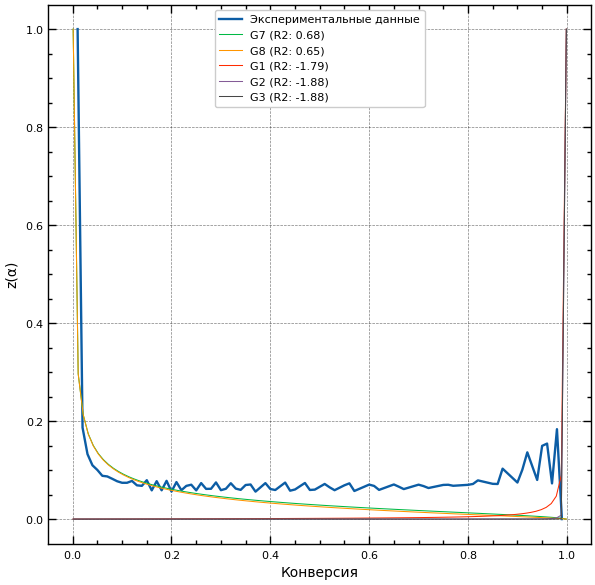 Экспериментальные данные
G7 (R2: 0.68)
G8 (R2: 0.65)
G1 (R2: -1.79)
G2 (R2: -1.88)
G3 (R2: -1.88)
z(α)
1.0
0.8
0.6
0.4
0.2
0.0
0.0 0.2 0.4 0.6 0.8 1.0
Конверсия